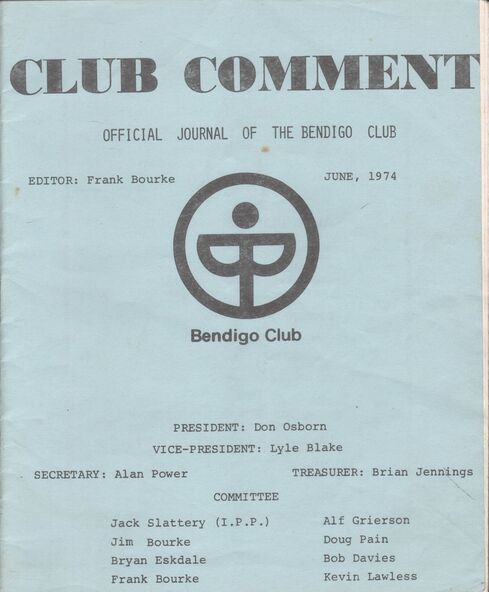 CLUB COMMENT
OFFICIAL JOURNAL OF THE BENDIGO CLUB
EDITOR: Frank Bourke JUNE, 1974
Bendigo Club
PRESIDENT: Don Osborn
VICE-PRESIDENT: Lyle Blake
SECRETARY: Alan Power TREASURER: Brian Jennings
COMMITTEE
Jack Slattery (I.P.P.) Alf Grierson
Jim Bourke Doug Pain
Bryan Eskdale Bob Davies
Frank Bourke Kevin Lawless